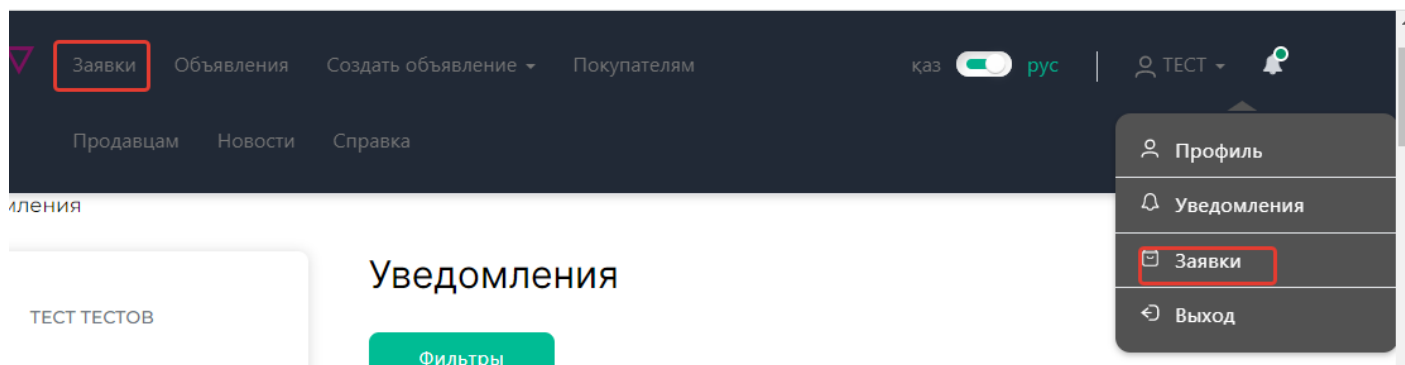 Заявки Объявления Создать объявление Покупателям қаз рус ТЕСТ
Продавцам Новости Справка
Профиль
Уведомления
Заявки
Выход
Уведомления
ТЕСТ ТЕСТОВ
Фильтры